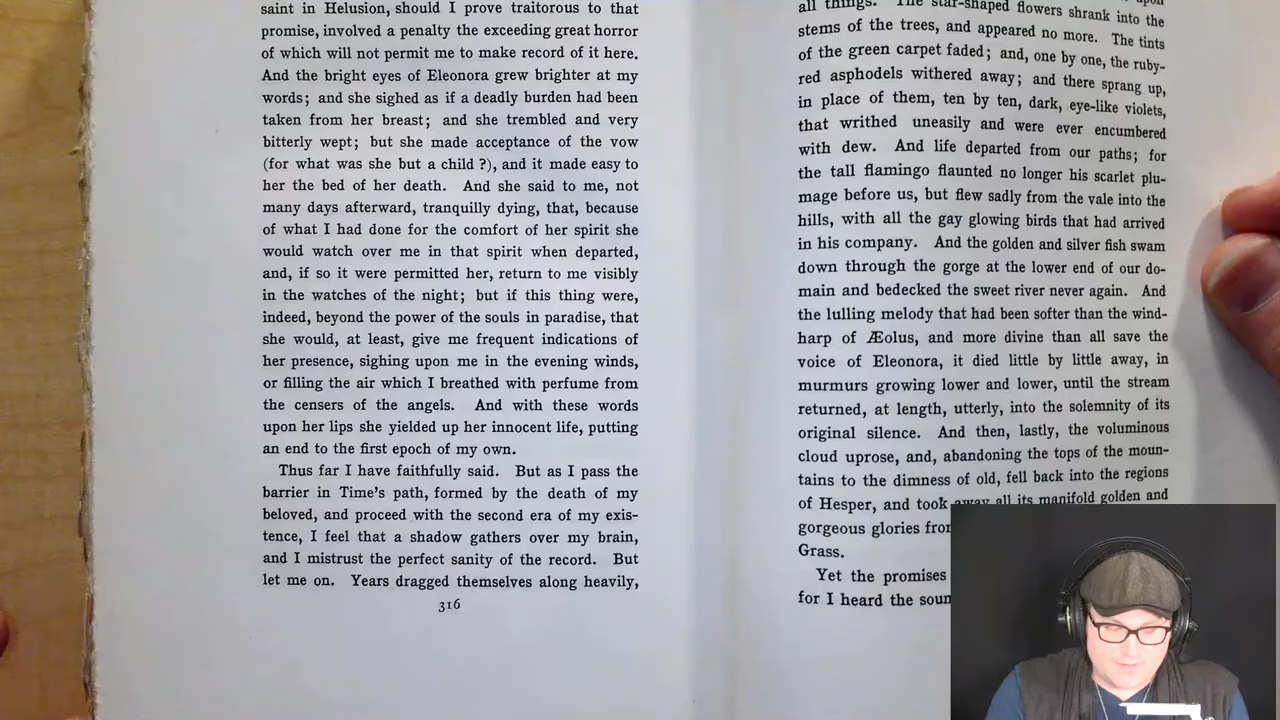 saint in Helusion, should I prove traitorous to that
promise, involved a penalty the exceeding great horror
of which will not permit me to make record of it here.
And the bright eyes of Eleonora grew brighter at my
words; and she sighed as if a deadly burden had been
taken from her breast; and she trembled and very
bitterly wept; but she made acceptance of the vow
(for what was she but a child ?), and it made easy to
her the bed of her death. And she said to me, not
many days afterward, tranquilly dying, that, because
of what I had done for the comfort of her spirit she
would watch over me in that spirit when departed,
and, if so it were permitted her, return to me visibly
in the watches of the night; but if this thing were,
indeed, beyond the power of the souls in paradise, that
she would, at least, give me frequent indications of
her presence, sighing upon me in the evening winds,
or filling the air which I breathed with perfume from
the censers of the angels. And with these words
upon her lips she yielded up her innocent life, putting
an end to the first epoch of my own.
Thus far I have faithfully said. But as I pass the
barrier in Time's path, formed by the death of my
beloved, and proceed with the second era of my exis-
tence, I feel that a shadow gathers over my brain,
and I mistrust the perfect sanity of the record. But
let me on. Years dragged themselves along heavily,
316
all things. The star-shaped flowers shrank into the
stems of the trees, and appeared no more. The tints
of the green carpet faded; and, one by one, the ruby-
red asphodels withered away; and there sprang up,
in place of them, ten by ten, dark, eye-like violets,
that writhed uneasily and were ever encumbered
with dew. And life departed from our paths; for
the tall flamingo flaunted no longer his scarlet plu-
mage before us, but flew sadly from the vale into the
hills, with all the gay glowing birds that had arrived
in his company. And the golden and silver fish swam
down through the gorge at the lower end of our do-
main and bedecked the sweet river never again. And
the lulling melody that had been softer than the wind-
harp of Æolus, and more divine than all save the
voice of Eleonora, it died little by little away, in
murmurs growing lower and lower, until the stream
returned, at length, utterly, into the solemnity of its
original silence. And then, lastly, the voluminous
cloud uprose, and, abandoning the tops of the moun-
tains to the dimness of old, fell back into the regions
of Hesper, and took away all its manifold golden and
gorgeous glories
Grass.
Yet the promises
for I heard the